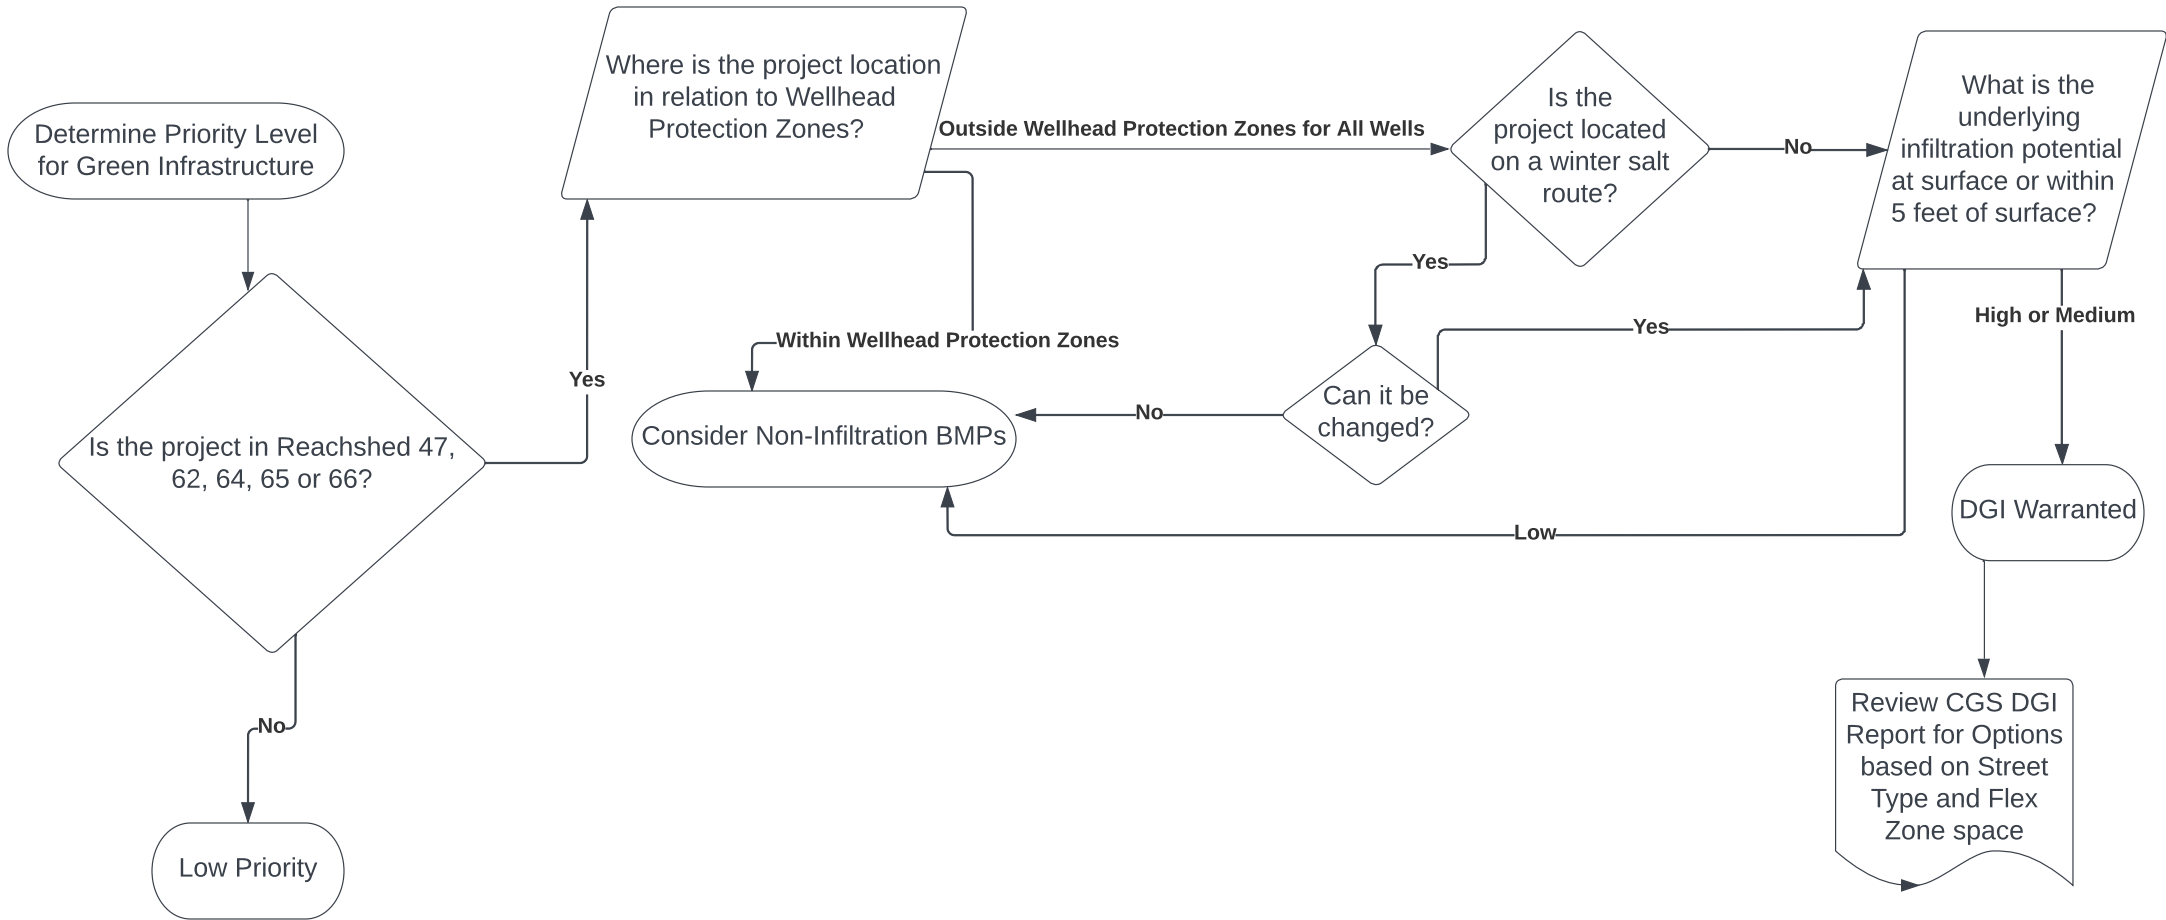 Determine Priority Level
for Green Infrastructure
Is the project in Reachshed 47,
62, 64, 65 or 66?
No
Low Priority
Yes
Where is the project location
in relation to Wellhead
Protection Zones?
Outside Wellhead Protection Zones for All Wells
Within Wellhead Protection Zones
Consider Non-Infiltration BMPs
Is the
project located
on a winter salt
route?
Yes
Can it be
changed?
No
Yes
No
What is the
underlying
infiltration potential
at surface or within
5 feet of surface?
Low
High or Medium
DGI Warranted
Review CGS DGI
Report for Options
based on Street
Type and Flex
Zone space